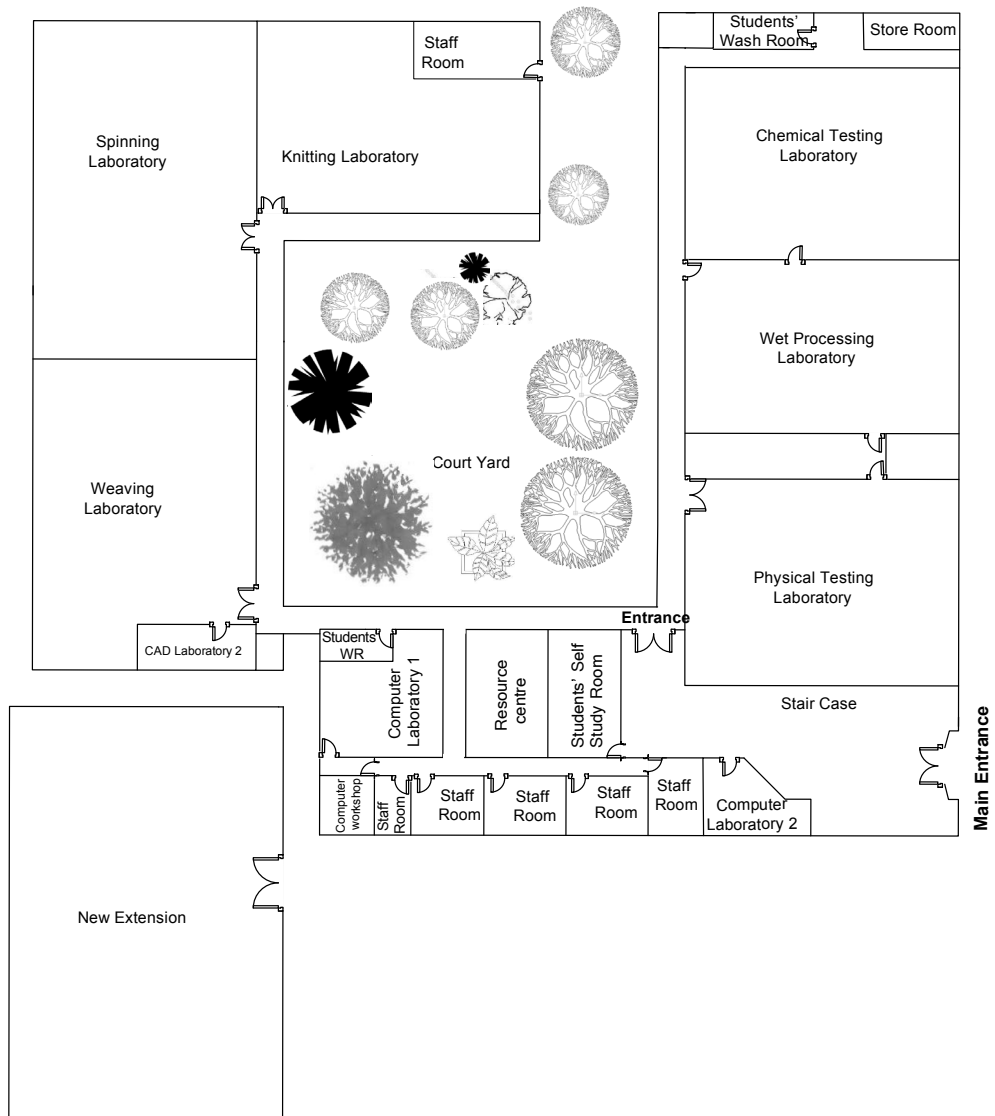 Students'
Wash Room
Store Room
Staff
Room
Spinning
Laboratory
Knitting Laboratory
Chemical Testing
Laboratory
Wet Processing
Laboratory
Court Yard
Weaving
Laboratory
Physical Testing
Laboratory
Entrance
Students
WR
CAD Laboratory 2
Computer
Laboratory 1
Resource
centre
Students' Self
Study Room
Stair Case
Main Entrance
Computer
workshop
Staff
Room
Staff
Room
Staff
Room
Staff
Room
Staff
Room
Computer
Laboratory 2
New Extension